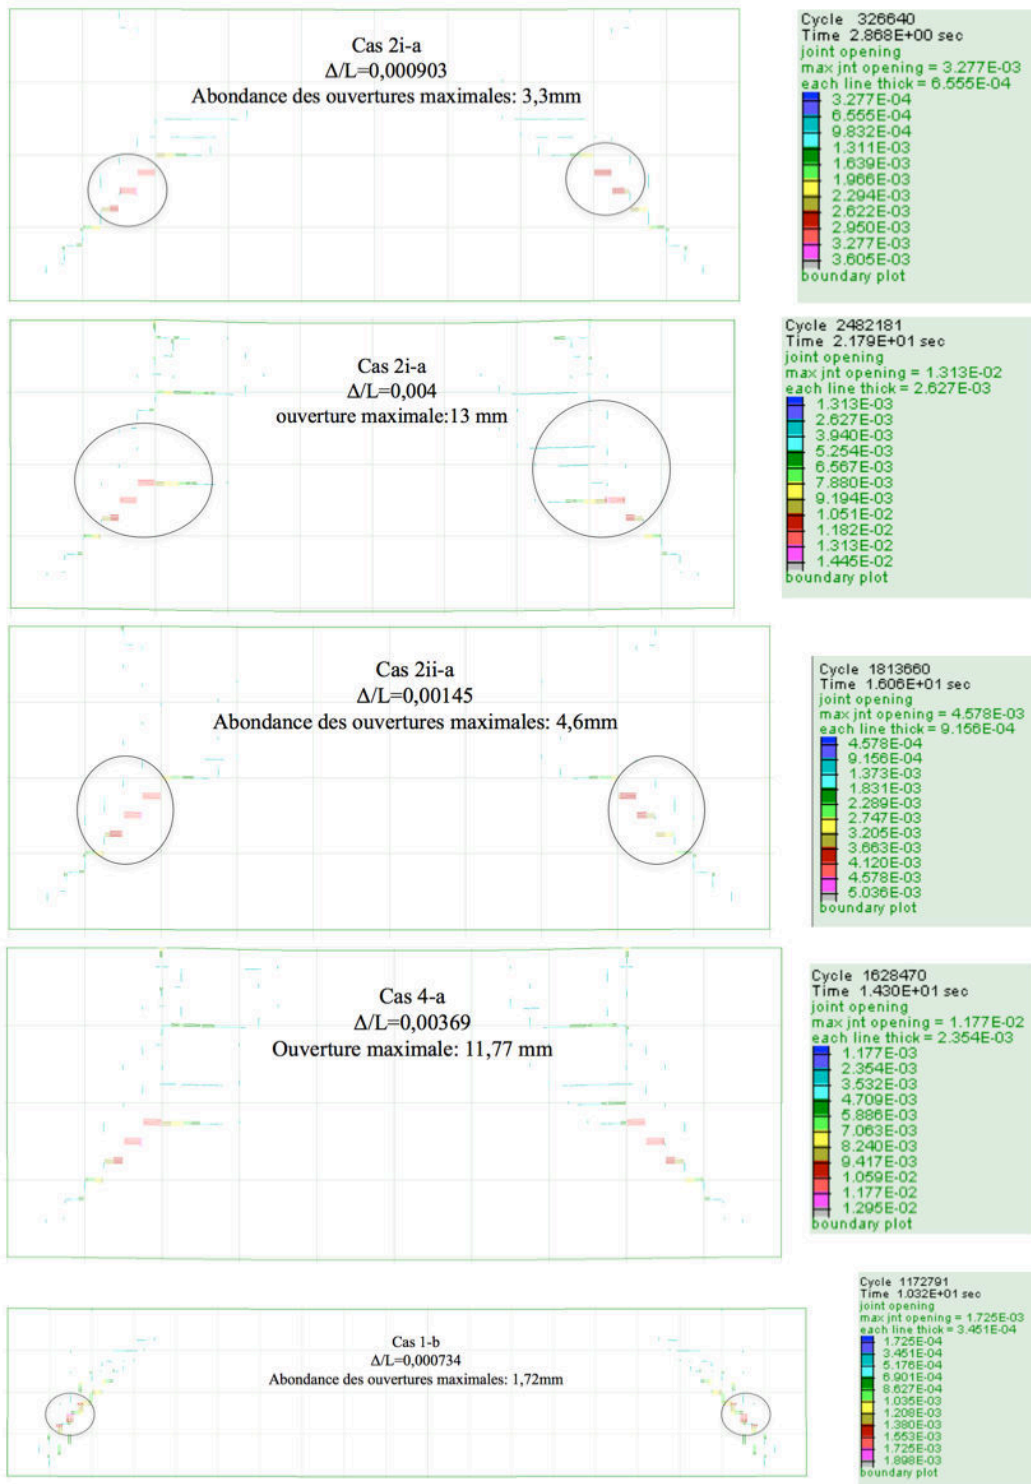 Cas 2i-a
Δ/L=0,000903
Abondance des ouvertures maximales: 3,3mm
Cycle 326640
Time 2.868E+00 sec
joint opening
max jnt opening = 3.277E-03
each line thick = 6.555E-04
3.277E-04
6.555E-04
9.832E-04
1.311E-03
1.639E-03
1.966E-03
2.294E-03
2.622E-03
2.950E-03
3.277E-03
3.605E-03
boundary plot
Cas 2i-a
Δ/L=0,004
ouverture maximale:13 mm
Cycle 2482181
Time 2.179E+01 sec
joint opening
max jnt opening = 1.313E-02
each line thick = 2.627E-03
1.313E-03
2.627E-03
3.940E-03
5.254E-03
6.567E-03
7.880E-03
9.194E-03
1.051E-02
1.182E-02
1.313E-02
1.445E-02
boundary plot
Cas 2ii-a
Δ/L=0,00145
Abondance des ouvertures maximales: 4,6mm
Cycle 1813660
Time 1.606E+01 sec
joint opening
max jnt opening = 4.578E-03
each line thick = 9.156E-04
4.578E-04
9.156E-04
1.373E-03
1.831E-03
2.289E-03
2.747E-03
3.205E-03
3.663E-03
4.120E-03
4.578E-03
5.036E-03
boundary plot
Cas 4-a
Δ/L=0,00369
Ouverture maximale: 11,77 mm
Cycle 1628470
Time 1.430E+01 sec
joint opening
max jnt opening = 1.177E-02
each line thick = 2.354E-03
1.177E-03
2.354E-03
3.532E-03
4.709E-03
5.886E-03
7.063E-03
8.240E-03
9.417E-03
1.059E-02
1.177E-02
1.295E-02
boundary plot
Cas 1-b
Δ/L=0,000734
Abondance des ouvertures maximales: 1,72mm
Cycle 1172791
Time 1.032E+01 sec
joint opening
max jnt opening = 1.725E-03
each line thick = 3.451E-04
1.725E-04
3.451E-04
5.176E-04
6.901E-04
8.627E-04
1.035E-03
1.208E-03
1.380E-03
1.553E-03
1.725E-03
1.898E-03
boundary plot